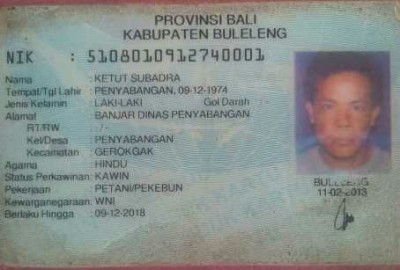 PROVINSI BALI
KABUPATEN BULELENG
NIK : 5108010912740001
Nama : KETUT SUBADRA
Tempat/Tgl Lahir : PENYABANGAN, 09-12-1974
Jenis Kelamin : LAKI-LAKI Gol Darah : -
Alamat : BANJAR DINAS PENYABANGAN
RT/RW : /-
Kel/Desa : PENYABANGAN
Kecamatan : GEROKGAK
Agama : HINDU
Status Perkawinan: KAWIN
Pekerjaan : PETANI/PEKEBUN
Kewarganegaraan: WNI
Berlaku Hingga : 09-12-2018
BULELENG
11-02-2013